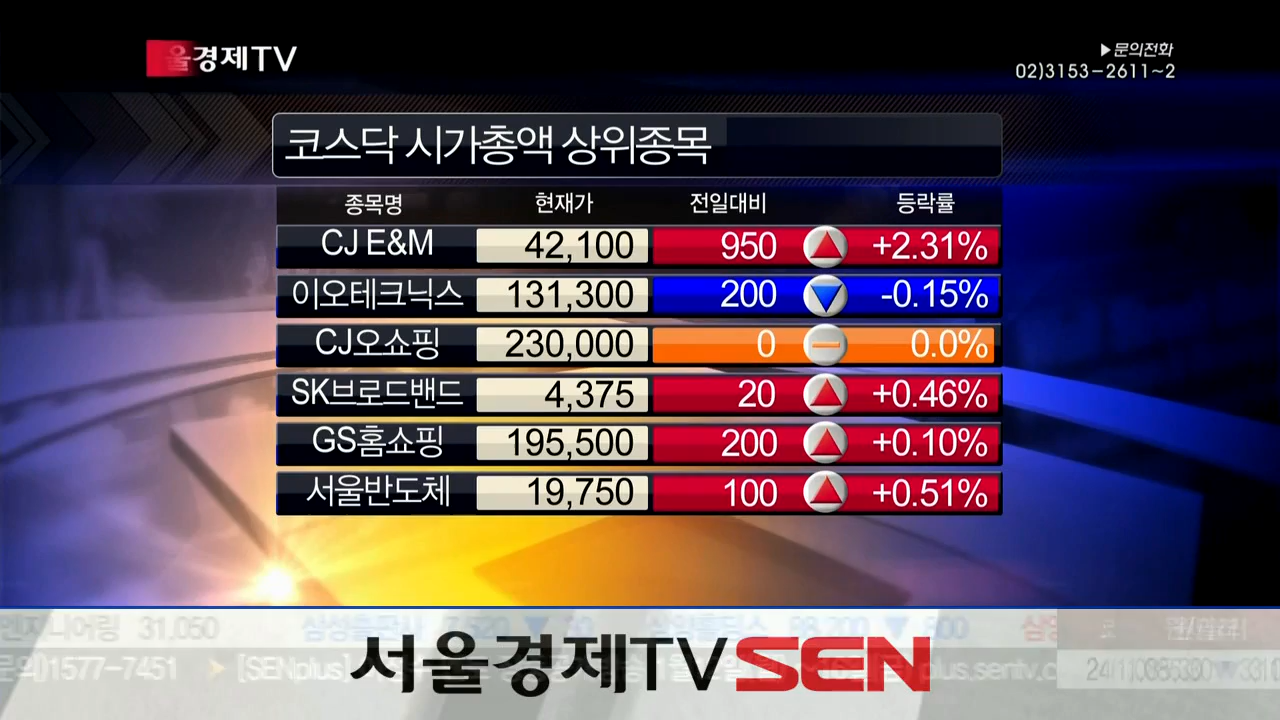 울경제TV
▶문의전화
02)3153-2611~2
코스닥 시가총액 상위종목
종목명 현재가 전일대비 등락률
CJ E&M 42,100 950 ▲ +2.31%
이오테크닉스 131,300 200 ▼ -0.15%
CJ오쇼핑 230,000 0 - 0.0%
SK브로드밴드 4,375 20 ▲ +0.46%
GS홈쇼핑 195,500 200 ▲ +0.10%
서울반도체 19,750 100 ▲ +0.51%
31,050
서울경제TV SEN
)1577-7451 [SENplus]